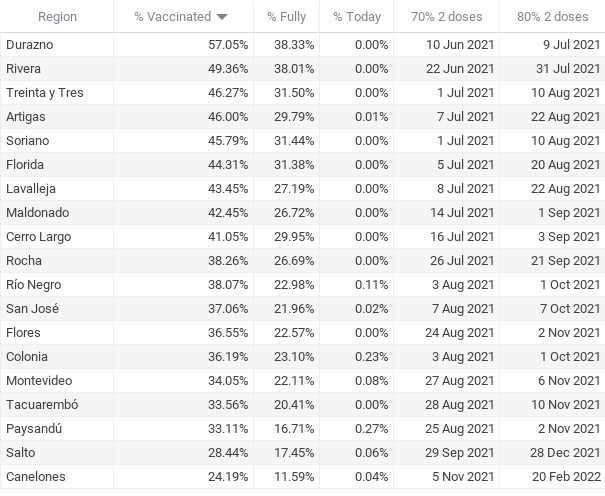 Region % Vaccinated % Fully % Today 70% 2 doses 80% 2 doses
Durazno 57.05% 38.33% 0.00% 10 Jun 2021 9 Jul 2021
Rivera 49.36% 38.01% 0.00% 22 Jun 2021 31 Jul 2021
Treinta y Tres 46.27% 31.50% 0.00% 1 Jul 2021 10 Aug 2021
Artigas 46.00% 29.79% 0.01% 7 Jul 2021 22 Aug 2021
Soriano 45.79% 31.44% 0.00% 1 Jul 2021 10 Aug 2021
Florida 44.31% 31.38% 0.00% 5 Jul 2021 20 Aug 2021
Lavalleja 43.45% 27.19% 0.00% 8 Jul 2021 22 Aug 2021
Maldonado 42.45% 26.72% 0.00% 14 Jul 2021 1 Sep 2021
Cerro Largo 41.05% 29.95% 0.00% 16 Jul 2021 3 Sep 2021
Rocha 38.26% 26.69% 0.00% 26 Jul 2021 21 Sep 2021
Río Negro 38.07% 22.98% 0.11% 3 Aug 2021 1 Oct 2021
San José 37.06% 21.96% 0.02% 7 Aug 2021 7 Oct 2021
Flores 36.55% 22.57% 0.00% 24 Aug 2021 2 Nov 2021
Colonia 36.19% 23.10% 0.23% 3 Aug 2021 1 Oct 2021
Montevideo 34.05% 22.11% 0.08% 27 Aug 2021 6 Nov 2021
Tacuarembó 33.56% 20.41% 0.00% 28 Aug 2021 10 Nov 2021
Paysandú 33.11% 16.71% 0.27% 25 Aug 2021 2 Nov 2021
Salto 28.44% 17.45% 0.06% 29 Sep 2021 28 Dec 2021
Canelones 24.19% 11.59% 0.04% 5 Nov 2021 20 Feb 2022